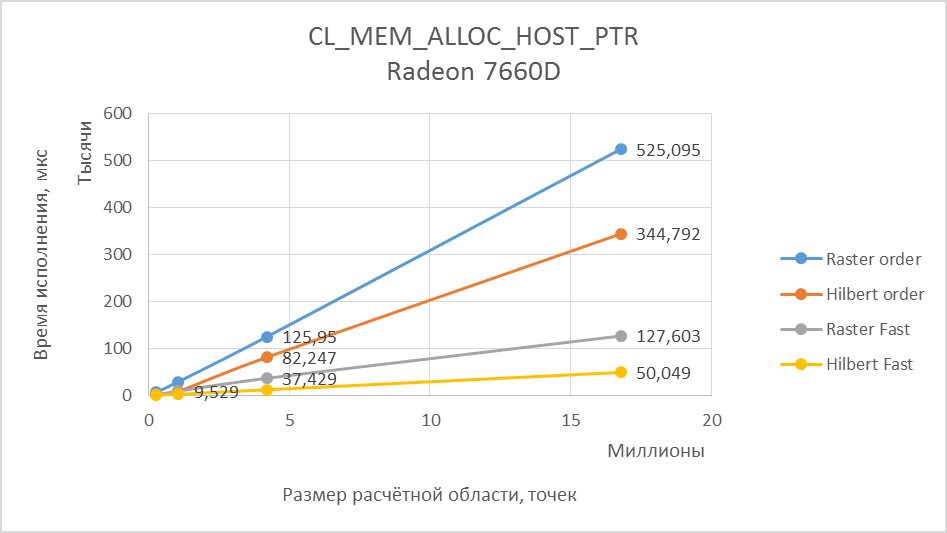 CL_MEM_ALLOC_HOST_PTR
Radeon 7660D
Время исполнения, мкс
Тысячи
600
500
400
300
200
100
0
525,095
344,792
127,603
50,049
125,95
82,247
37,429
9,529
0
5
10
15
20
Миллионы
Размер расчётной области, точек
Raster order
Hilbert order
Raster Fast
Hilbert Fast